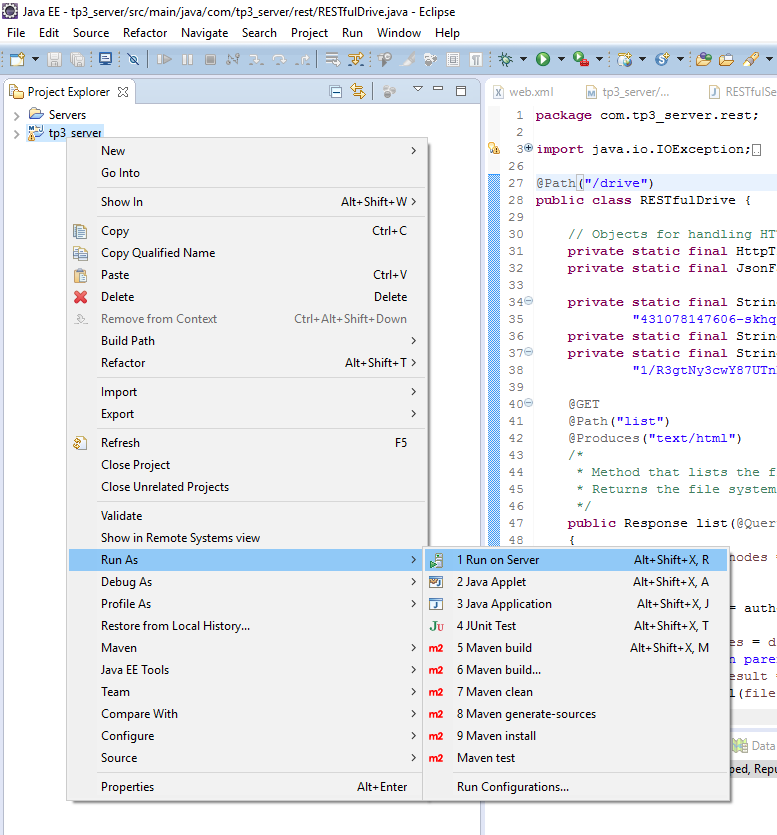 Java EE - tp3_server/src/main/java/com/tp3_server/rest/RESTfulDrive.java - Eclipse
File Edit Source Refactor Navigate Search Project Run Window Help
Project Explorer
Servers
tp3_server
New
Go Into
Show In Alt+Shift+W
Copy Ctrl+C
Copy Qualified Name
Paste Ctrl+V
Delete Delete
Remove from Context Ctrl+Alt+Shift+Down
Build Path
Refactor Alt+Shift+T
Import
Export
Refresh F5
Close Project
Close Unrelated Projects
Validate
Show in Remote Systems view
Run As
Debug As
Profile As
Restore from Local History...
Maven
Java EE Tools
Team
Compare With
Configure
Source
Properties Alt+Enter
1 Run on Server Alt+Shift+X, R
2 Java Applet Alt+Shift+X, A
3 Java Application Alt+Shift+X, J
Ju 4 JUnit Test Alt+Shift+X, T
m2 5 Maven build Alt+Shift+X, M
m2 6 Maven build...
m2 7 Maven clean
m2 8 Maven generate-sources
m2 9 Maven install
m2 Maven test
Run Configurations...
web.xml tp3_server/... RESTfulSe
1 package com.tp3_server.rest;
2
3 import java.io.IOException;
26
27 @Path("/drive")
28 public class RESTfulDrive {
29
30 // Objects for handling HT
31 private static final HttpT
32 private static final JsonF
33
34 private static final Strin
35 "431078147606-skhq
36 private static final Strin
37 private static final Strin
38 "1/R3gtNy3cwY87UTn
39
40 @GET
41 @Path("list")
42 @Produces("text/html")
43 /*
44 * Method that lists the f
45 * Returns the file system
46 */
47 public Response list(@Quer
48 {
nodes =
= autho
es = d
n pare
esult =
l(file
Data
ped, Repu